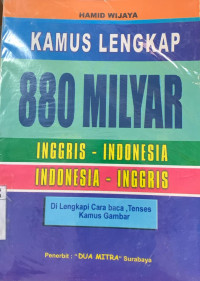 HAMID WIJAYA
KAMUS LENGKAP
880 MILYAR
INGGRIS - INDONESIA
INDONESIA - INGGRIS
Di Lengkapi Cara baca ,Tenses
Kamus Gambar
Penerbit : "DUA MITRA" Surabaya